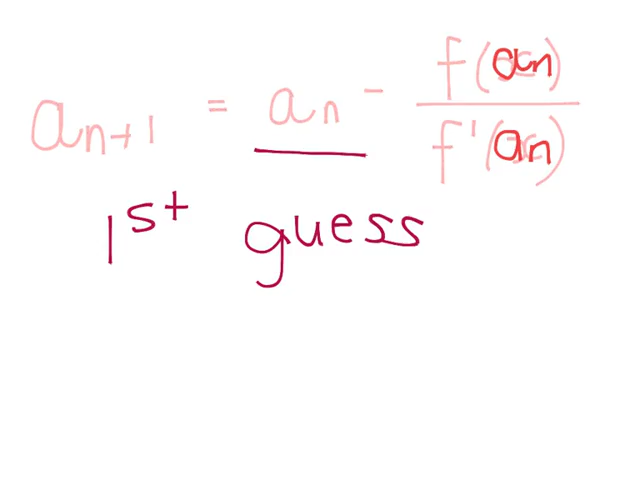 aₙ₊₁ = aₙ - f(aₙ)/f'(aₙ)
1st guess